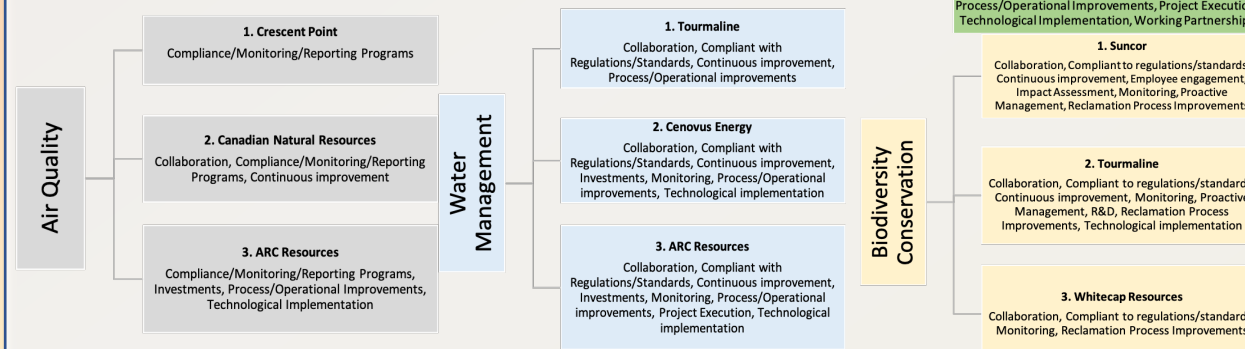 Air Quality
1. Crescent Point
Compliance/Monitoring/Reporting Programs
2. Canadian Natural Resources
Collaboration, Compliance/Monitoring/Reporting
Programs, Continuous improvement
3. ARC Resources
Compliance/Monitoring/Reporting Programs,
Investments, Process/Operational Improvements,
Technological Implementation
Water
Management
1. Tourmaline
Collaboration, Compliant with
Regulations/Standards, Continuous improvement,
Process/Operational improvements
2. Cenovus Energy
Collaboration, Compliant with
Regulations/Standards, Continuous improvement,
Investments, Monitoring, Process/Operational
improvements, Technological implementation
3. ARC Resources
Collaboration, Compliant with
Regulations/Standards, Continuous improvement,
Investments, Monitoring, Process/Operational
improvements, Project Execution, Technological
implementation
Biodiversity
Conservation
Process/Operational Improvements, Project Executio
Technological Implementation, Working Partnership
1. Suncor
Collaboration, Compliant to regulations/standards
Continuous improvement, Employee engagement,
Impact Assessment, Monitoring, Proactive
Management, Reclamation Process Improvements
2. Tourmaline
Collaboration, Compliant to regulations/standard
Continuous improvement, Monitoring, Proactive
Management, R&D, Reclamation Process
Improvements, Technological implementation
3. Whitecap Resources
Collaboration, Compliant to regulations/standard
Monitoring, Reclamation Process Improvements